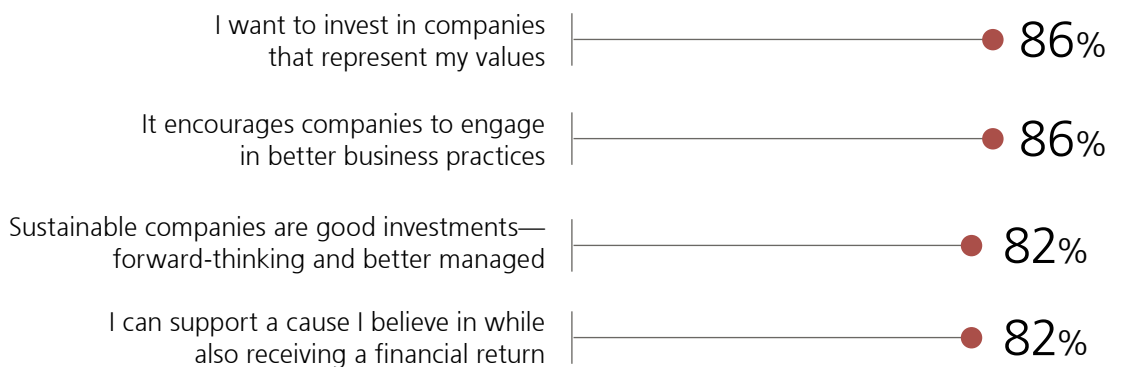 I want to invest in companies
that represent my values
86%
It encourages companies to engage
in better business practices
86%
Sustainable companies are good investments—
forward-thinking and better managed
82%
I can support a cause I believe in while
also receiving a financial return
82%